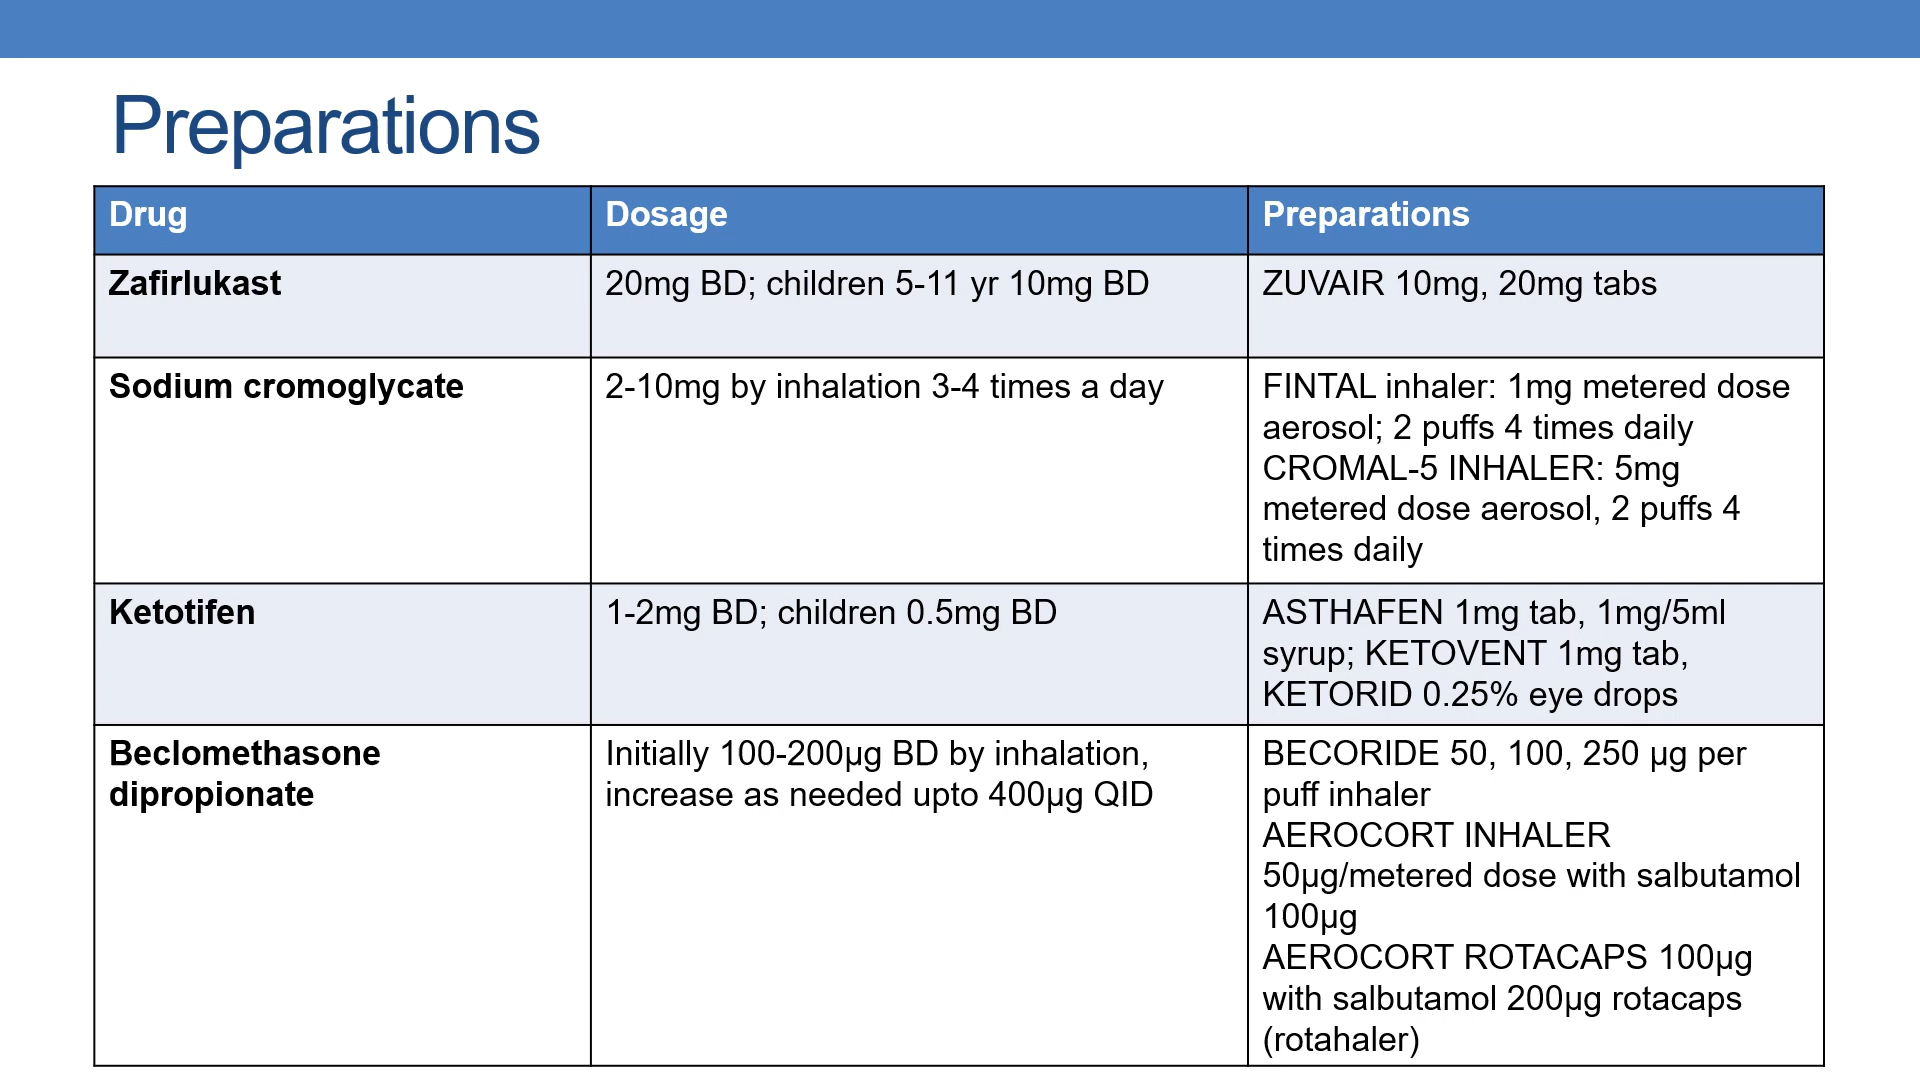 Preparations
Drug
Dosage
Preparations
Zafirlukast
20mg BD; children 5-11 yr 10mg BD
ZUVAIR 10mg, 20mg tabs
Sodium cromoglycate
2-10mg by inhalation 3-4 times a day
FINTAL inhaler: 1mg metered dose
aerosol; 2 puffs 4 times daily
CROMAL-5 INHALER: 5mg
metered dose aerosol, 2 puffs 4
times daily
Ketotifen
1-2mg BD; children 0.5mg BD
ASTHAFEN 1mg tab, 1mg/5ml
syrup; KETOVENT 1mg tab,
KETORID 0.25% eye drops
Beclomethasone
dipropionate
Initially 100-200µg BD by inhalation,
increase as needed upto 400µg QID
BECORIDE 50, 100, 250 µg per
puff inhaler
AEROCORT INHALER
50µg/metered dose with salbutamol
100µg
AEROCORT ROTACAPS 100µg
with salbutamol 200µg rotacaps
(rotahaler)